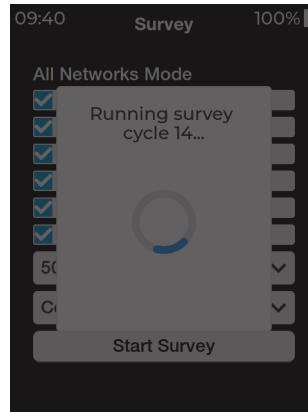 09:40
Survey
100%
All Networks Mode
Running survey
cycle 14...
Start Survey